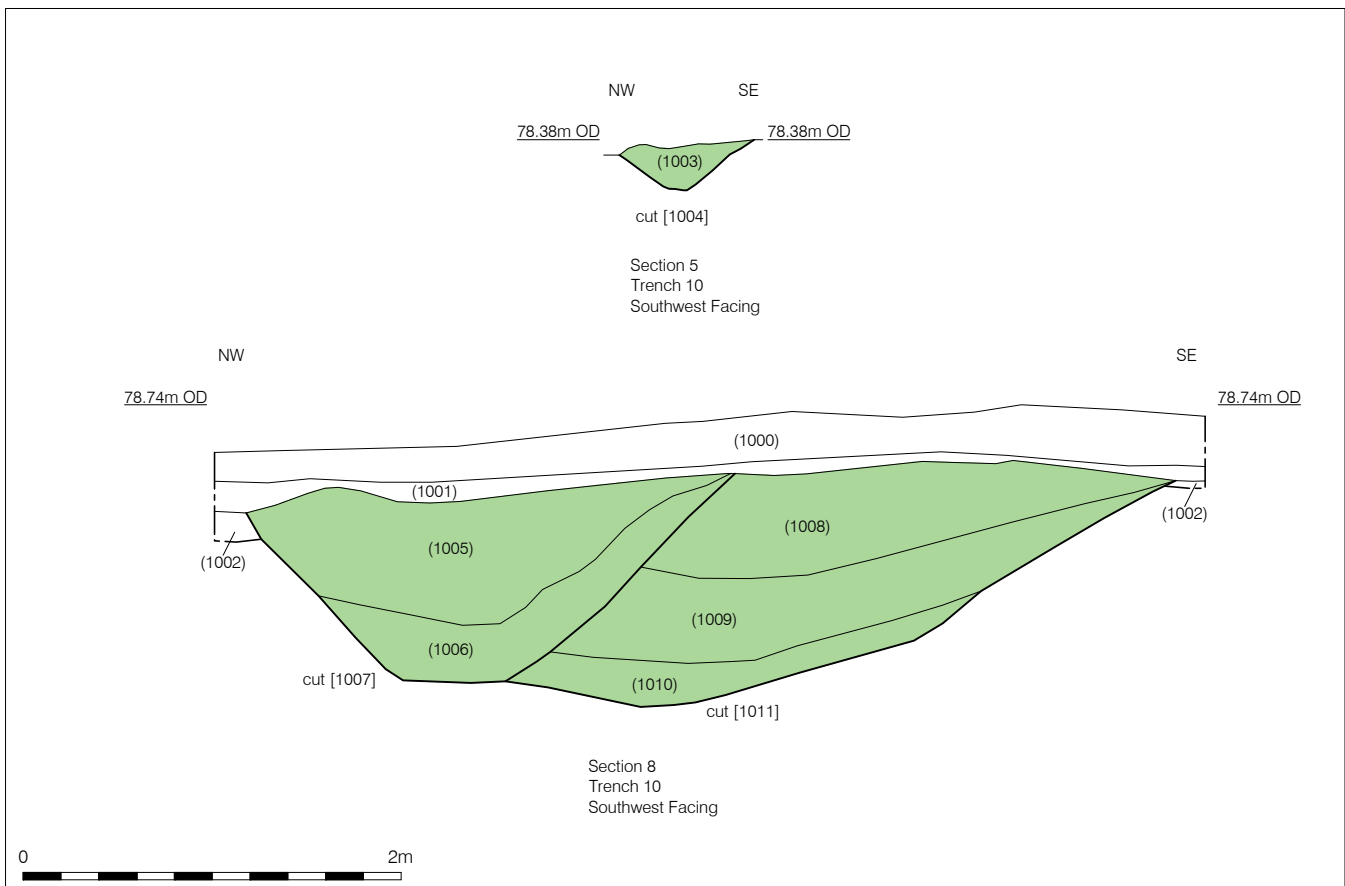 NW SE
78.38m OD 78.38m OD
(1003)
cut [1004]
Section 5
Trench 10
Southwest Facing
NW SE
78.74m OD 78.74m OD
(1000)
(1001)
(1002)
(1008)
(1005)
(1002)
(1009)
(1006)
cut [1007]
(1010)
cut [1011]
Section 8
Trench 10
Southwest Facing
0 2m